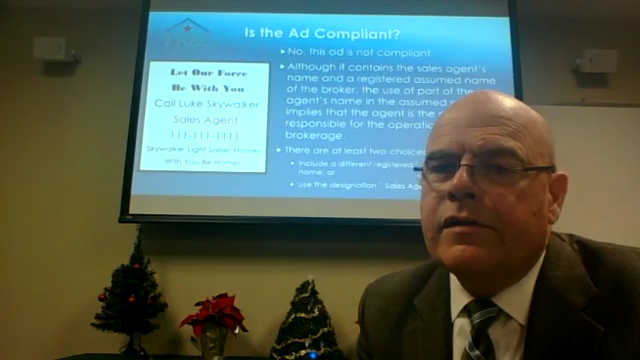 Is the Ad Compliant?
No, this ad is not compliant
Although it contains the sales agent's
name and a registered assumed name
of the broker, the use of part of the
agent's name in the assumed
implies that the agent is the
responsible for the
brokerage.
There are at least two
include a different registered
name; or
use the designation " Sales
Let Our Force
Be With You
Call Luke Skywalker
Sales Agent
111-111-1111
Skywalker Light Saber Homes
With You Be Homes